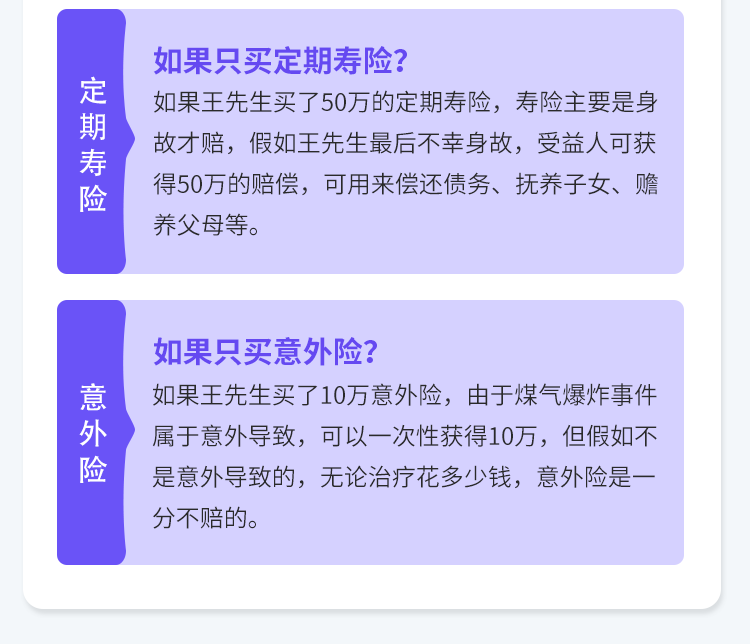 定期寿险
如果只买定期寿险？
如果王先生买了50万的定期寿险，寿险主要是身
故才赔，假如王先生最后不幸身故，受益人可获
得50万的赔偿，可用来偿还债务、抚养子女、赡
养父母等。
意外险
如果只买意外险？
如果王先生买了10万意外险，由于煤气爆炸事件
属于意外导致，可以一次性获得10万，但假如不
是意外导致的，无论治疗花多少钱，意外险是一
分不赔的。